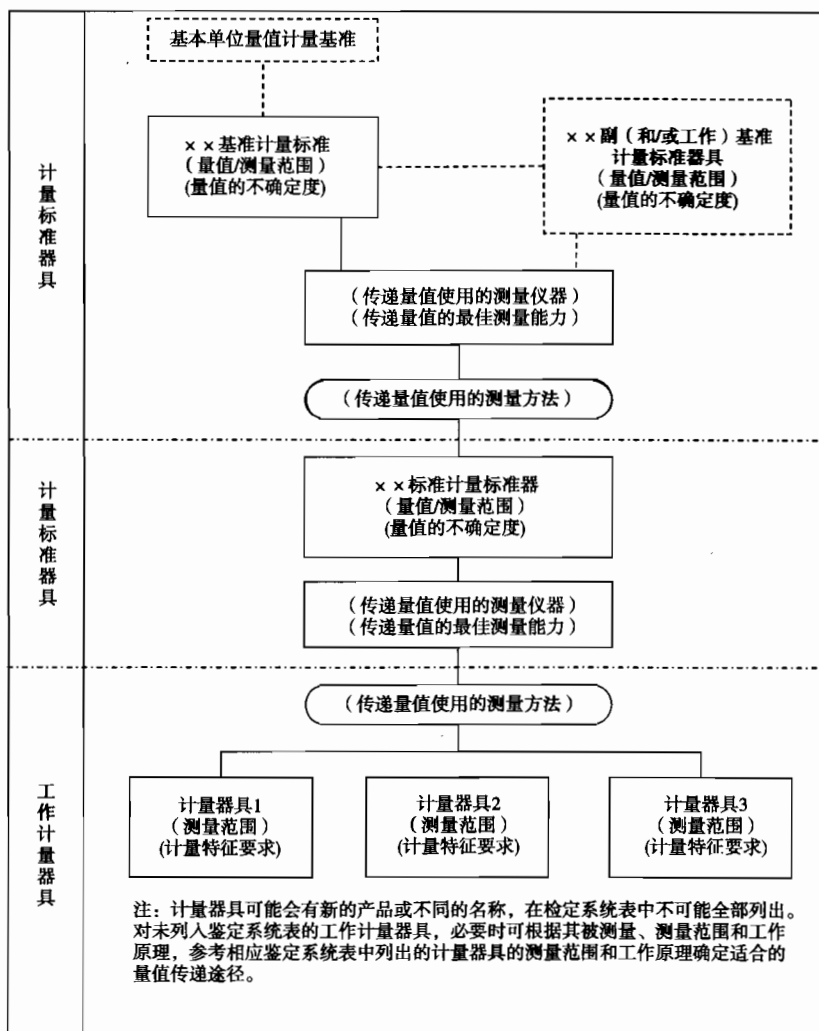 基本单位量值计量基准
××基准计量标准
（量值/测量范围）
(量值的不确定度)
××副（和/或工作）基准
计量标准器具
（量值/测量范围）
(量值的不确定度)
计量标准器具
（传递量值使用的测量仪器）
（传递量值的最佳测量能力）
（传递量值使用的测量方法）
计量标准器具
××标准计量标准器
（量值/测量范围）
(量值的不确定度)
（传递量值使用的测量仪器）
（传递量值的最佳测量能力）
工作计量器具
（传递量值使用的测量方法）
计量器具1
（测量范围）
(计量特征要求)
计量器具2
（测量范围）
(计量特征要求)
计量器具3
（测量范围）
(计量特征要求)
注：计量器具可能会有新的产品或不同的名称，在检定系统表中不可能全部列出。
对未列入鉴定系统表的工作计量器具，必要时可根据其被测量、测量范围和工作
原理，参考相应鉴定系统表中列出的计量器具的测量范围和工作原理确定适合的
量值传递途径。